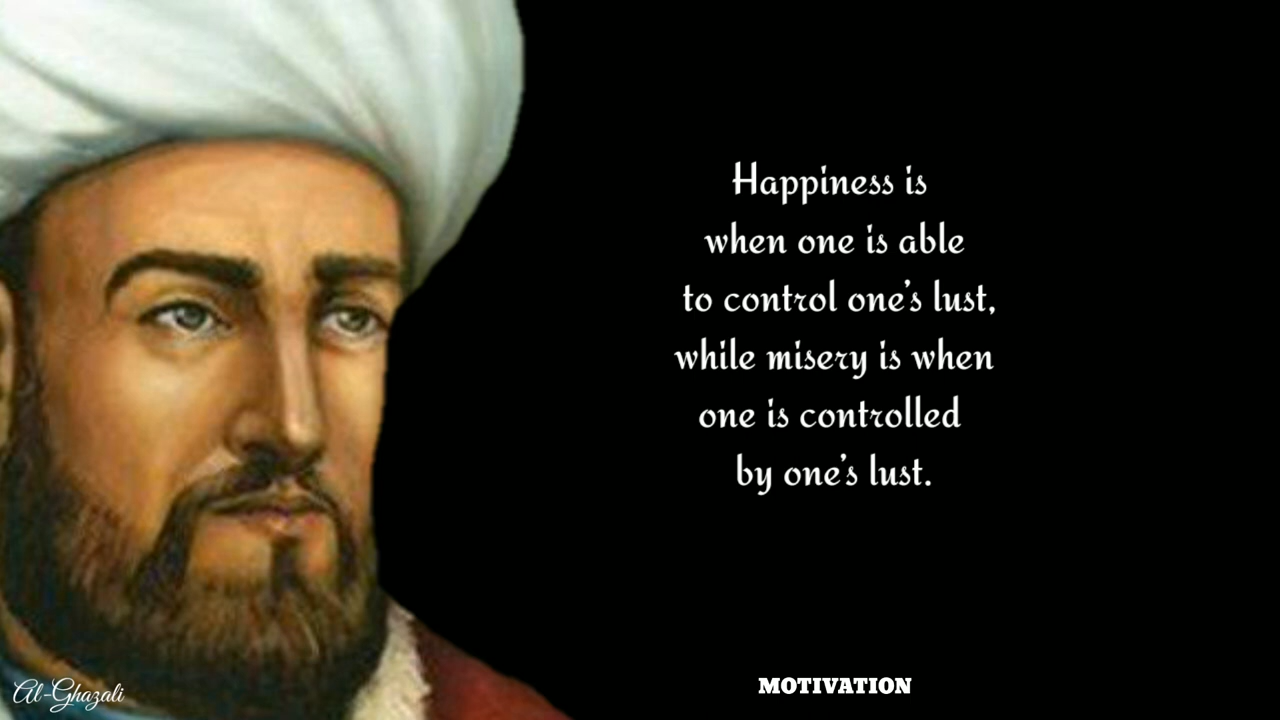 Happiness is
when one is able
to control one's lust,
while misery is when
one is controlled
by one's lust.
Al-Ghazali
MOTIVATION